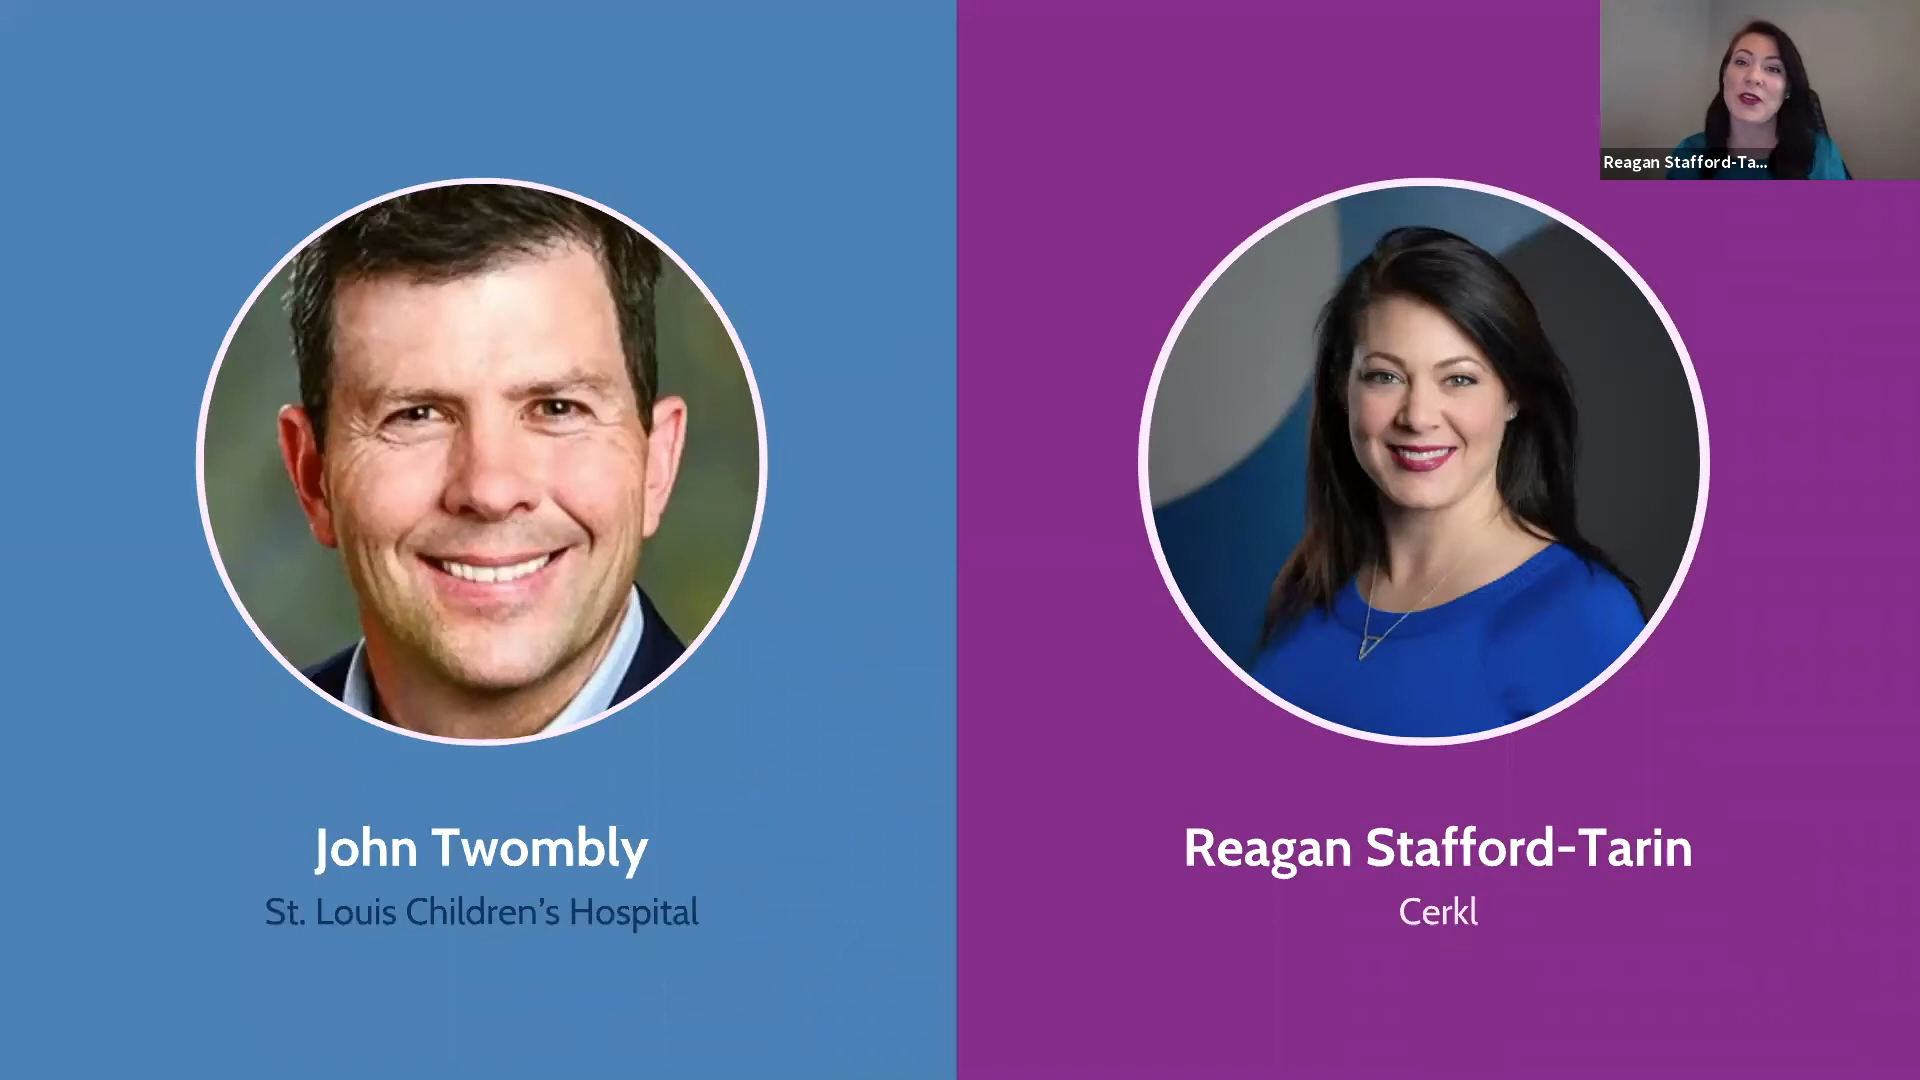 Reagan Stafford-Ta...
John Twombly
St. Louis Children's Hospital
Reagan Stafford-Tarin
Cerkl